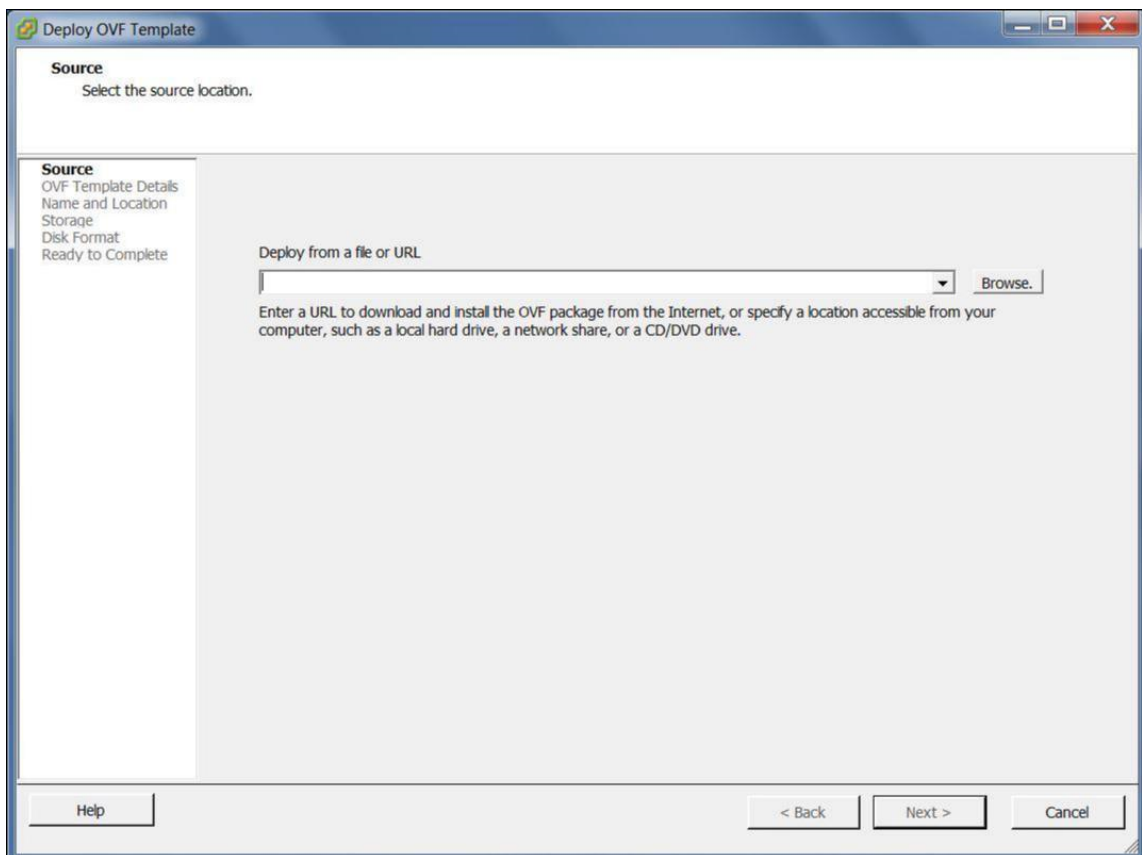 Deploy OVF Template
Source
Select the source location.
Source
OVF Template Details
Name and Location
Storage
Disk Format
Ready to Complete
Deploy from a file or URL
Browse.
Enter a URL to download and install the OVF package from the Internet, or specify a location accessible from your
computer, such as a local hard drive, a network share, or a CD/DVD drive.
Help
< Back
Next >
Cancel